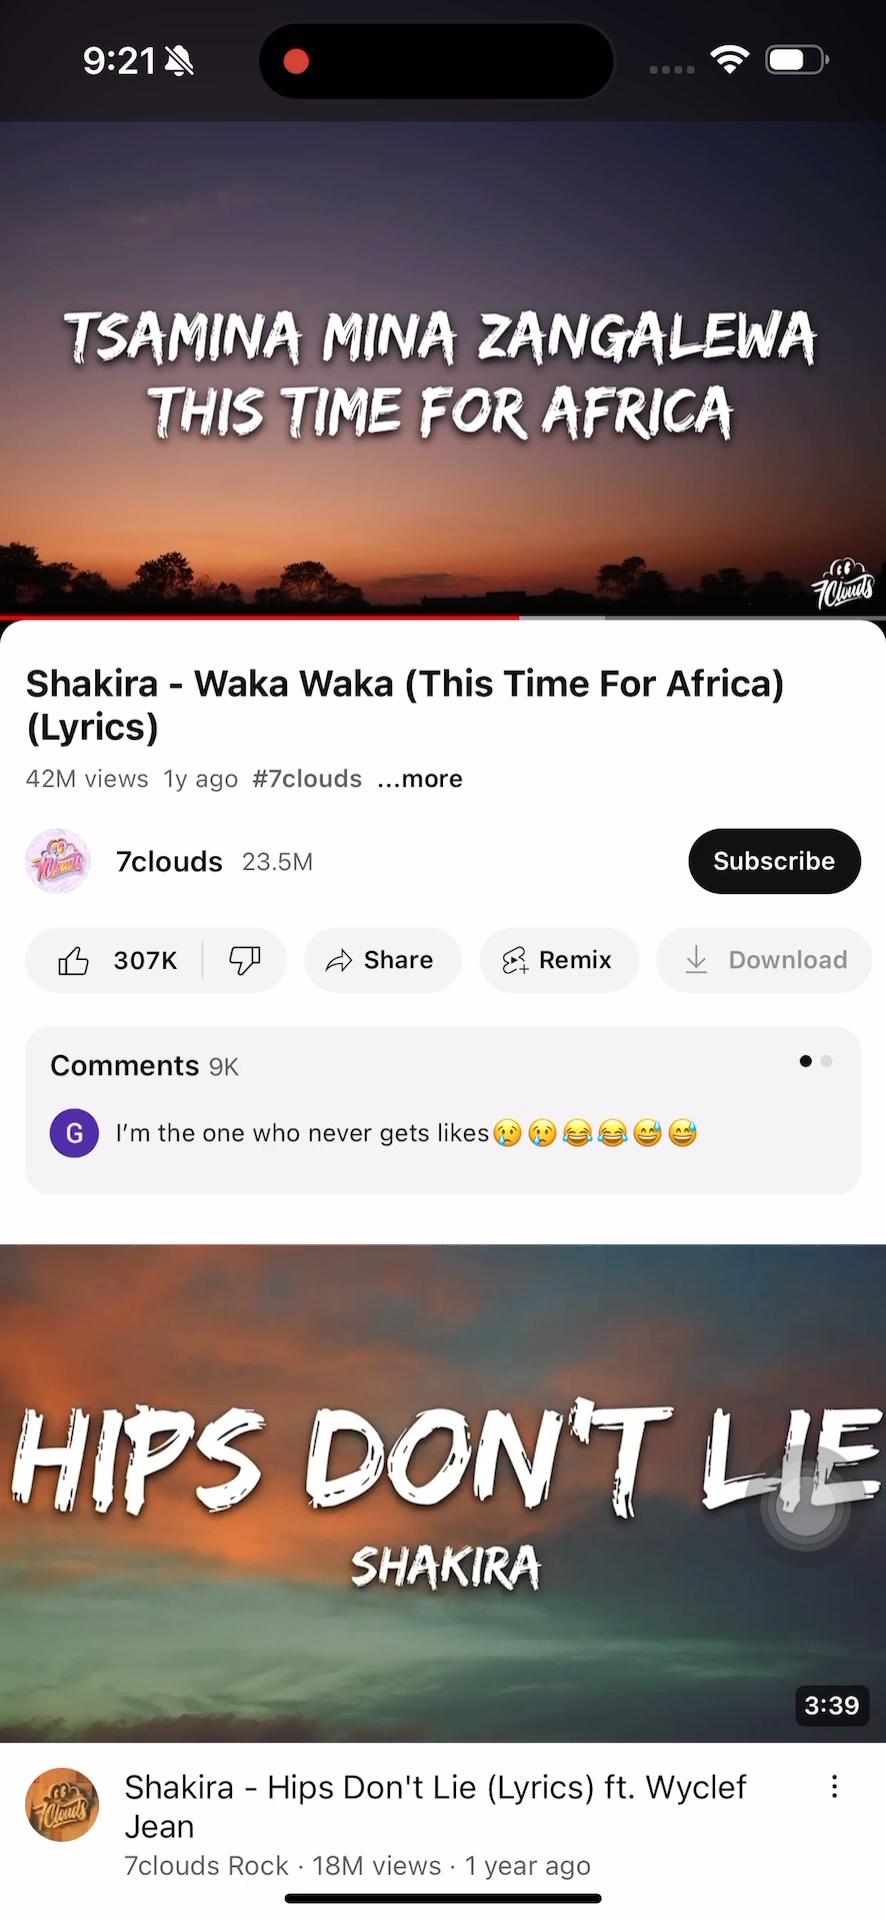 9:21
TSAMINA MINA ZANGALEWA
THIS TIME FOR AFRICA
7Clouds
Shakira - Waka Waka (This Time For Africa)
(Lyrics)
42M views 1y ago #7clouds ...more
7clouds 23.5M
Subscribe
307K
Share
Remix
Download
Comments 9K
G
I’m the one who never gets likes😢😢😂😂😅😅
HIPS DON'T LIE
SHAKIRA
3:39
Shakira - Hips Don't Lie (Lyrics) ft. Wyclef
Jean
7clouds Rock · 18M views · 1 year ago